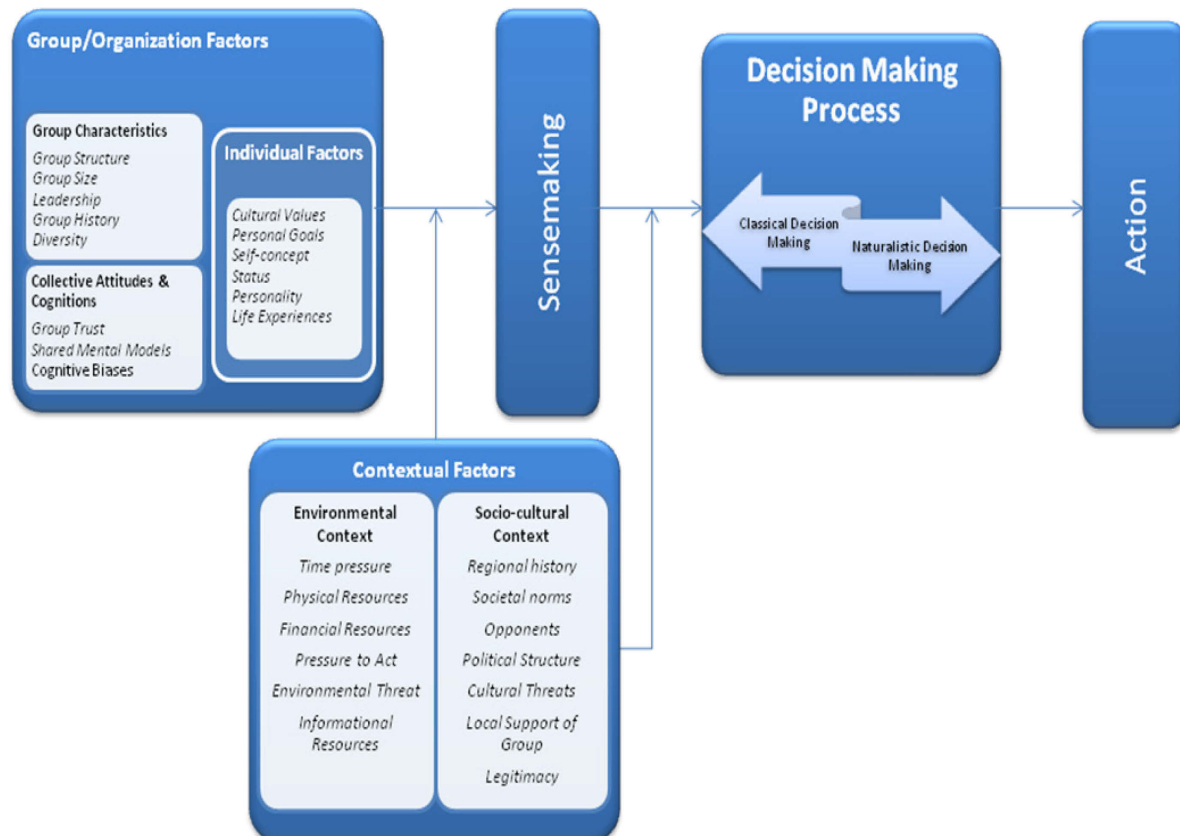 Group/Organization Factors
Group Characteristics
Group Structure
Group Size
Leadership
Group History
Diversity
Collective Attitudes &
Cognitions
Group Trust
Shared Mental Models
Cognitive Biases
Individual Factors
Cultural Values
Personal Goals
Self-concept
Status
Personality
Life Experiences
Sensemaking
Decision Making
Process
Classical Decision
Making
Naturalistic Decision
Making
Action
Contextual Factors
Environmental
Context
Time pressure
Physical Resources
Financial Resources
Pressure to Act
Environmental Threat
Informational
Resources
Socio-cultural
Context
Regional history
Societal norms
Opponents
Political Structure
Cultural Threats
Local Support of
Group
Legitimacy